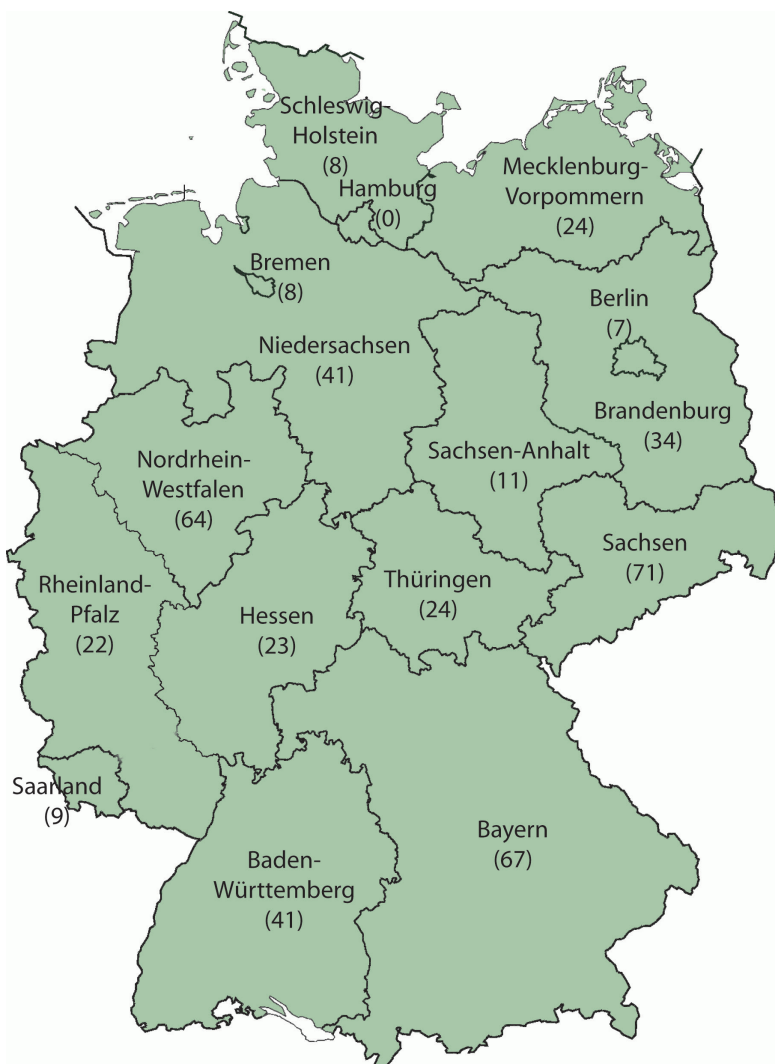 Schleswig-
Holstein
(8)
Hamburg
(0)
Mecklenburg-
Vorpommern
(24)
Bremen
(8)
Berlin
(7)
Niedersachsen
(41)
Brandenburg
(34)
Sachsen-Anhalt
(11)
Nordrhein-
Westfalen
(64)
Sachsen
(71)
Rheinland-
Pfalz
(22)
Hessen
(23)
Thüringen
(24)
Saarland
(9)
Bayern
(67)
Baden-
Württemberg
(41)